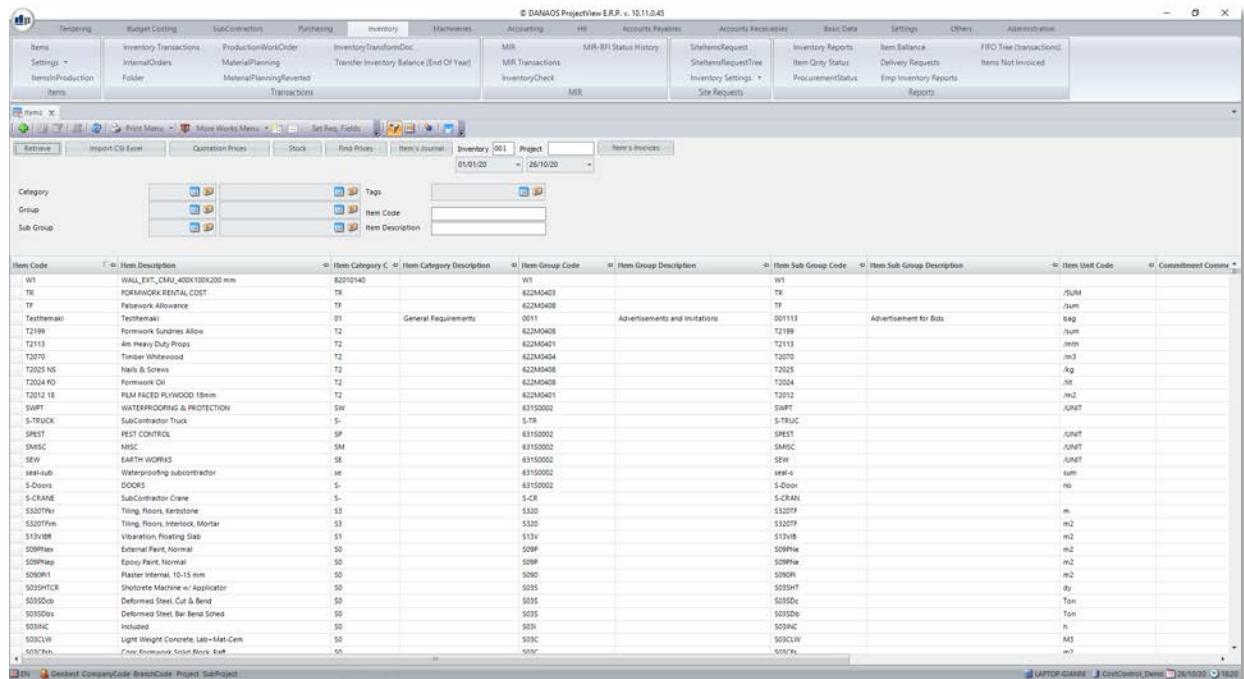 © DANAOS ProjectView E.R.P. v. 10.11.0.45
Tendering Budget Costing SubContractors Purchasing Inventory Machineries Accounting HR Accounts Payables Accounts Receivables Basic Data Settings Others Administration
Items Inventory Transactions ProductionWorkOrder InventoryTransformDoc MIR MIR-RFI Status History SiteItemsRequest Inventory Reports Item Ballance FIFO Tree (transactions)
Settings InternalOrders MaterialPlanning Transfer Inventory Balance (End Of Year) MIR Transactions SiteItemsRequestTree Item Qnty Status Delivery Requests Items Not Invoiced
ItemsInProduction Folder MaterialPlanningReverted InventoryCheck Inventory Settings ProcurementStatus Emp Inventory Reports
Items Transactions MIR Site Requests Reports
Items X
Print Menu More Works Menu Set Req. Fields
Retrieve Import CSI Excel Quotation Prices Stock Find Prices Item's Journal Inventory 001 Project Item's Invoices
01/01/20 26/10/20
Category Tags
Group Item Code
Sub Group Item Description
Item Code Item Description Item Category C Item Category Description Item Group Code Item Group Description Item Sub Group Code Item Sub Group Description Item Unit Code Commitment Comme
W1 WALL_EXT._CMU_400X100X200 mm 82010140 W1 W1
TR FORMWORK RENTAL COST TR 622M0403 TR /SUM
TF Falsework Allowance TF 622M0408 TF /sum
TestItemaki TestItemaki 01 General Requirements 0011 Advertisements and Invitations 001113 Advertisement for Bids bag
T2199 Formwork Sundries Allow T2 622M0408 T2199 /sum
T2113 4m Heavy Duty Props T2 622M0401 T2113 /mth
T2070 Timber Whitewood T2 622M0404 T2070 /m3
T2025 NS Nails & Screws T2 622M0408 T2025 /kg
T2024 FO Formwork Oil T2 622M0408 T2024 /lit
T2012 18 FILM FACED PLYWOOD 18mm T2 622M0401 T2012 /m2
SWPT WATERPROOFING & PROTECTION SW 63150002 SWPT /UNIT
S-TRUCK SubContractor Truck S- S-TR S-TRUC
SPEST PEST CONTROL SP 63150002 SPEST /UNIT
SMISC MISC SM 63150002 SMISC /UNIT
SEW EARTH WOFRKS SE 63150002 SEW /UNIT
seal-sub Waterproofing subcontractor se 63150002 seal-s sum
S-Doors DOORS S- 63150002 S-Door no
S-CRANE SubContractor Crane S- S-CR S-CRAN
S320TFkr Tiling, Floors, Kerbstone S3 S320 S320TF m
S320TFim Tiling, Floors, Interlock, Mortar S3 S320 S320TF m2
S13VIBR Vibaration, Floating Slab S1 S13V S13VIB m2
S09PNex External Paint, Normal S0 S09P S09PNe m2
S09PNep Epoxy Paint, Normal S0 S09P S09PNe m2
S090PI1 Plaster Internal, 10-15 mm S0 S090 S090PI m2
S03SHTCR Shotcrete Machine w/ Applicator S0 S03S S03SHT dy
S03SDcb Deformed Steel, Cut & Bend S0 S03S S03SDc Ton
S03SDbs Deformed Steel, Bar Bend Sched S0 S03S S03SDb Ton
S03INC Included S0 S03I S03INC h
S03CLW Light Weight Concrete, Lab+Mat-Cem S0 S03C S03CLW M3
Conc Formwork Solid Block, Raft S0 S03C m2
EN Geobest CompanyCode BranchCode Project SubProject LAPTOP-GIANNI CostControl_Demo 26/10/20 10:20